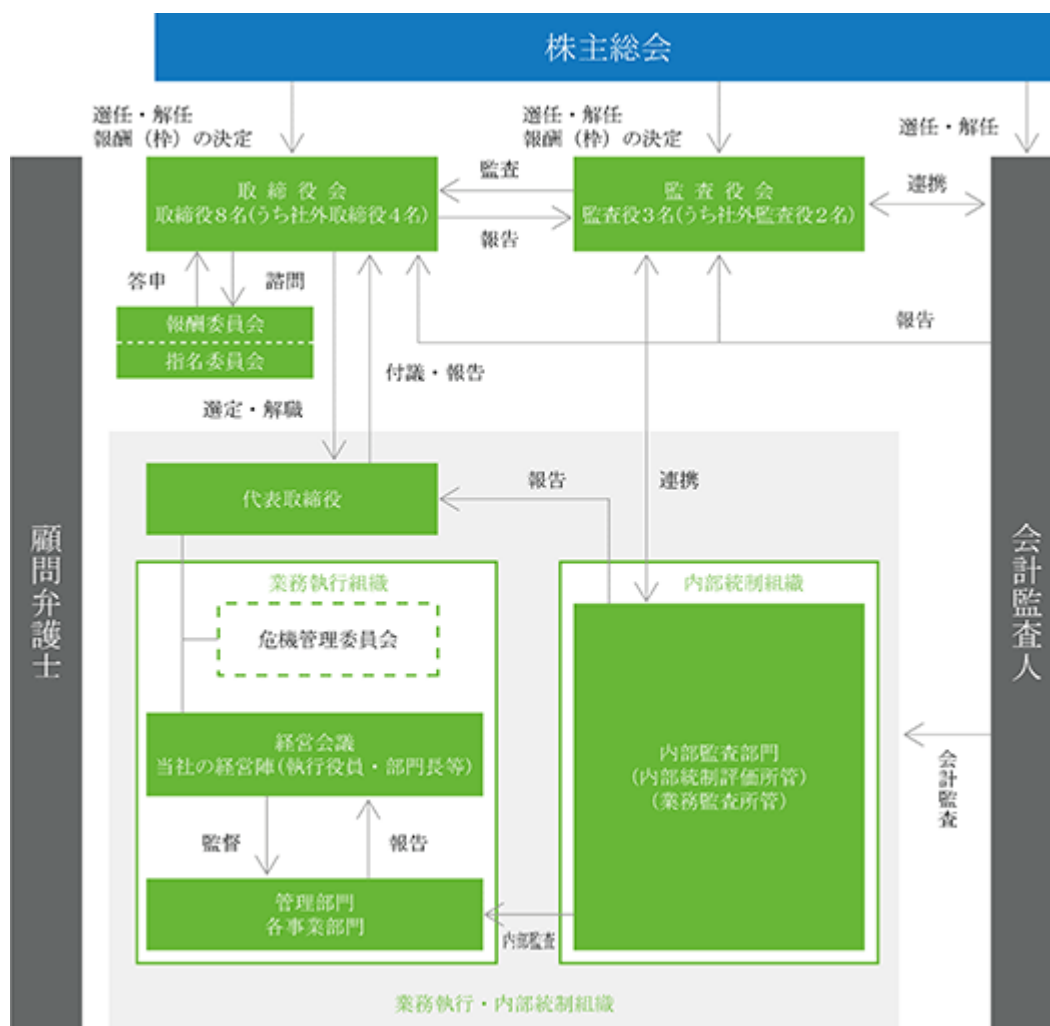 株主総会
選任・解任
報酬（枠）の決定
選任・解任
報酬（枠）の決定
選任・解任
取締役会
取締役8名(うち社外取締役4名)
監査
報告
監査役会
監査役3名(うち社外監査役2名)
連携
答申
諮問
報酬委員会
指名委員会
付議・報告
報告
選定・解職
代表取締役
報告
連携
顧問弁護士
会計監査人
業務執行組織
危機管理委員会
経営会議
当社の経営陣(執行役員・部門長等)
監督
報告
管理部門
各事業部門
内部統制組織
内部監査部門
(内部統制評価所管)
(業務監査所管)
内部監査
会計監査
業務執行・内部統制組織